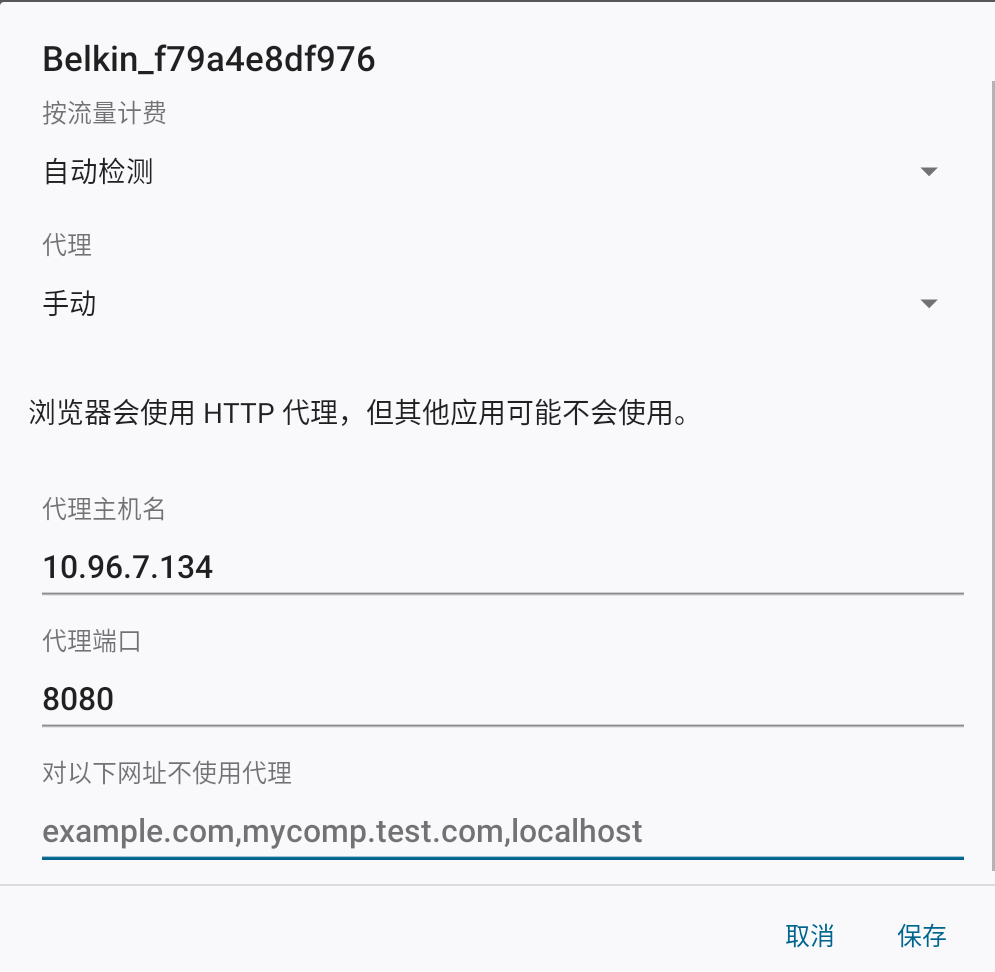 Belkin_f79a4e8df976
按流量计费
自动检测
代理
手动
浏览器会使用 HTTP 代理，但其他应用可能不会使用。
代理主机名
10.96.7.134
代理端口
8080
对以下网址不使用代理
example.com,mycomp.test.com,localhost
取消 保存